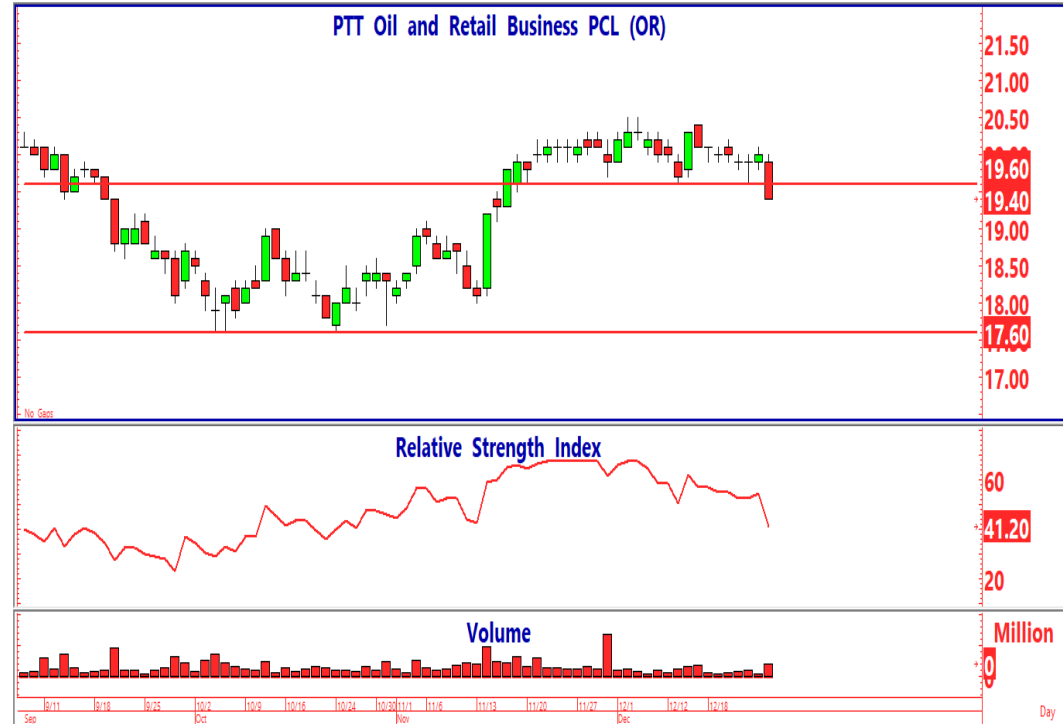 PTT Oil and Retail Business PCL (OR)
21.50
21.00
20.50
19.60
19.40
19.00
18.50
18.00
17.60
17.00
No Gaps
Relative Strength Index
60
41.20
20
Volume
Million
0
9/11 9/18 9/25 10/2 10/9 10/16 10/24 10/30 11/1 11/6 11/13 11/20 11/27 12/1 12/12 12/18
Sep Oct Nov Dec Day